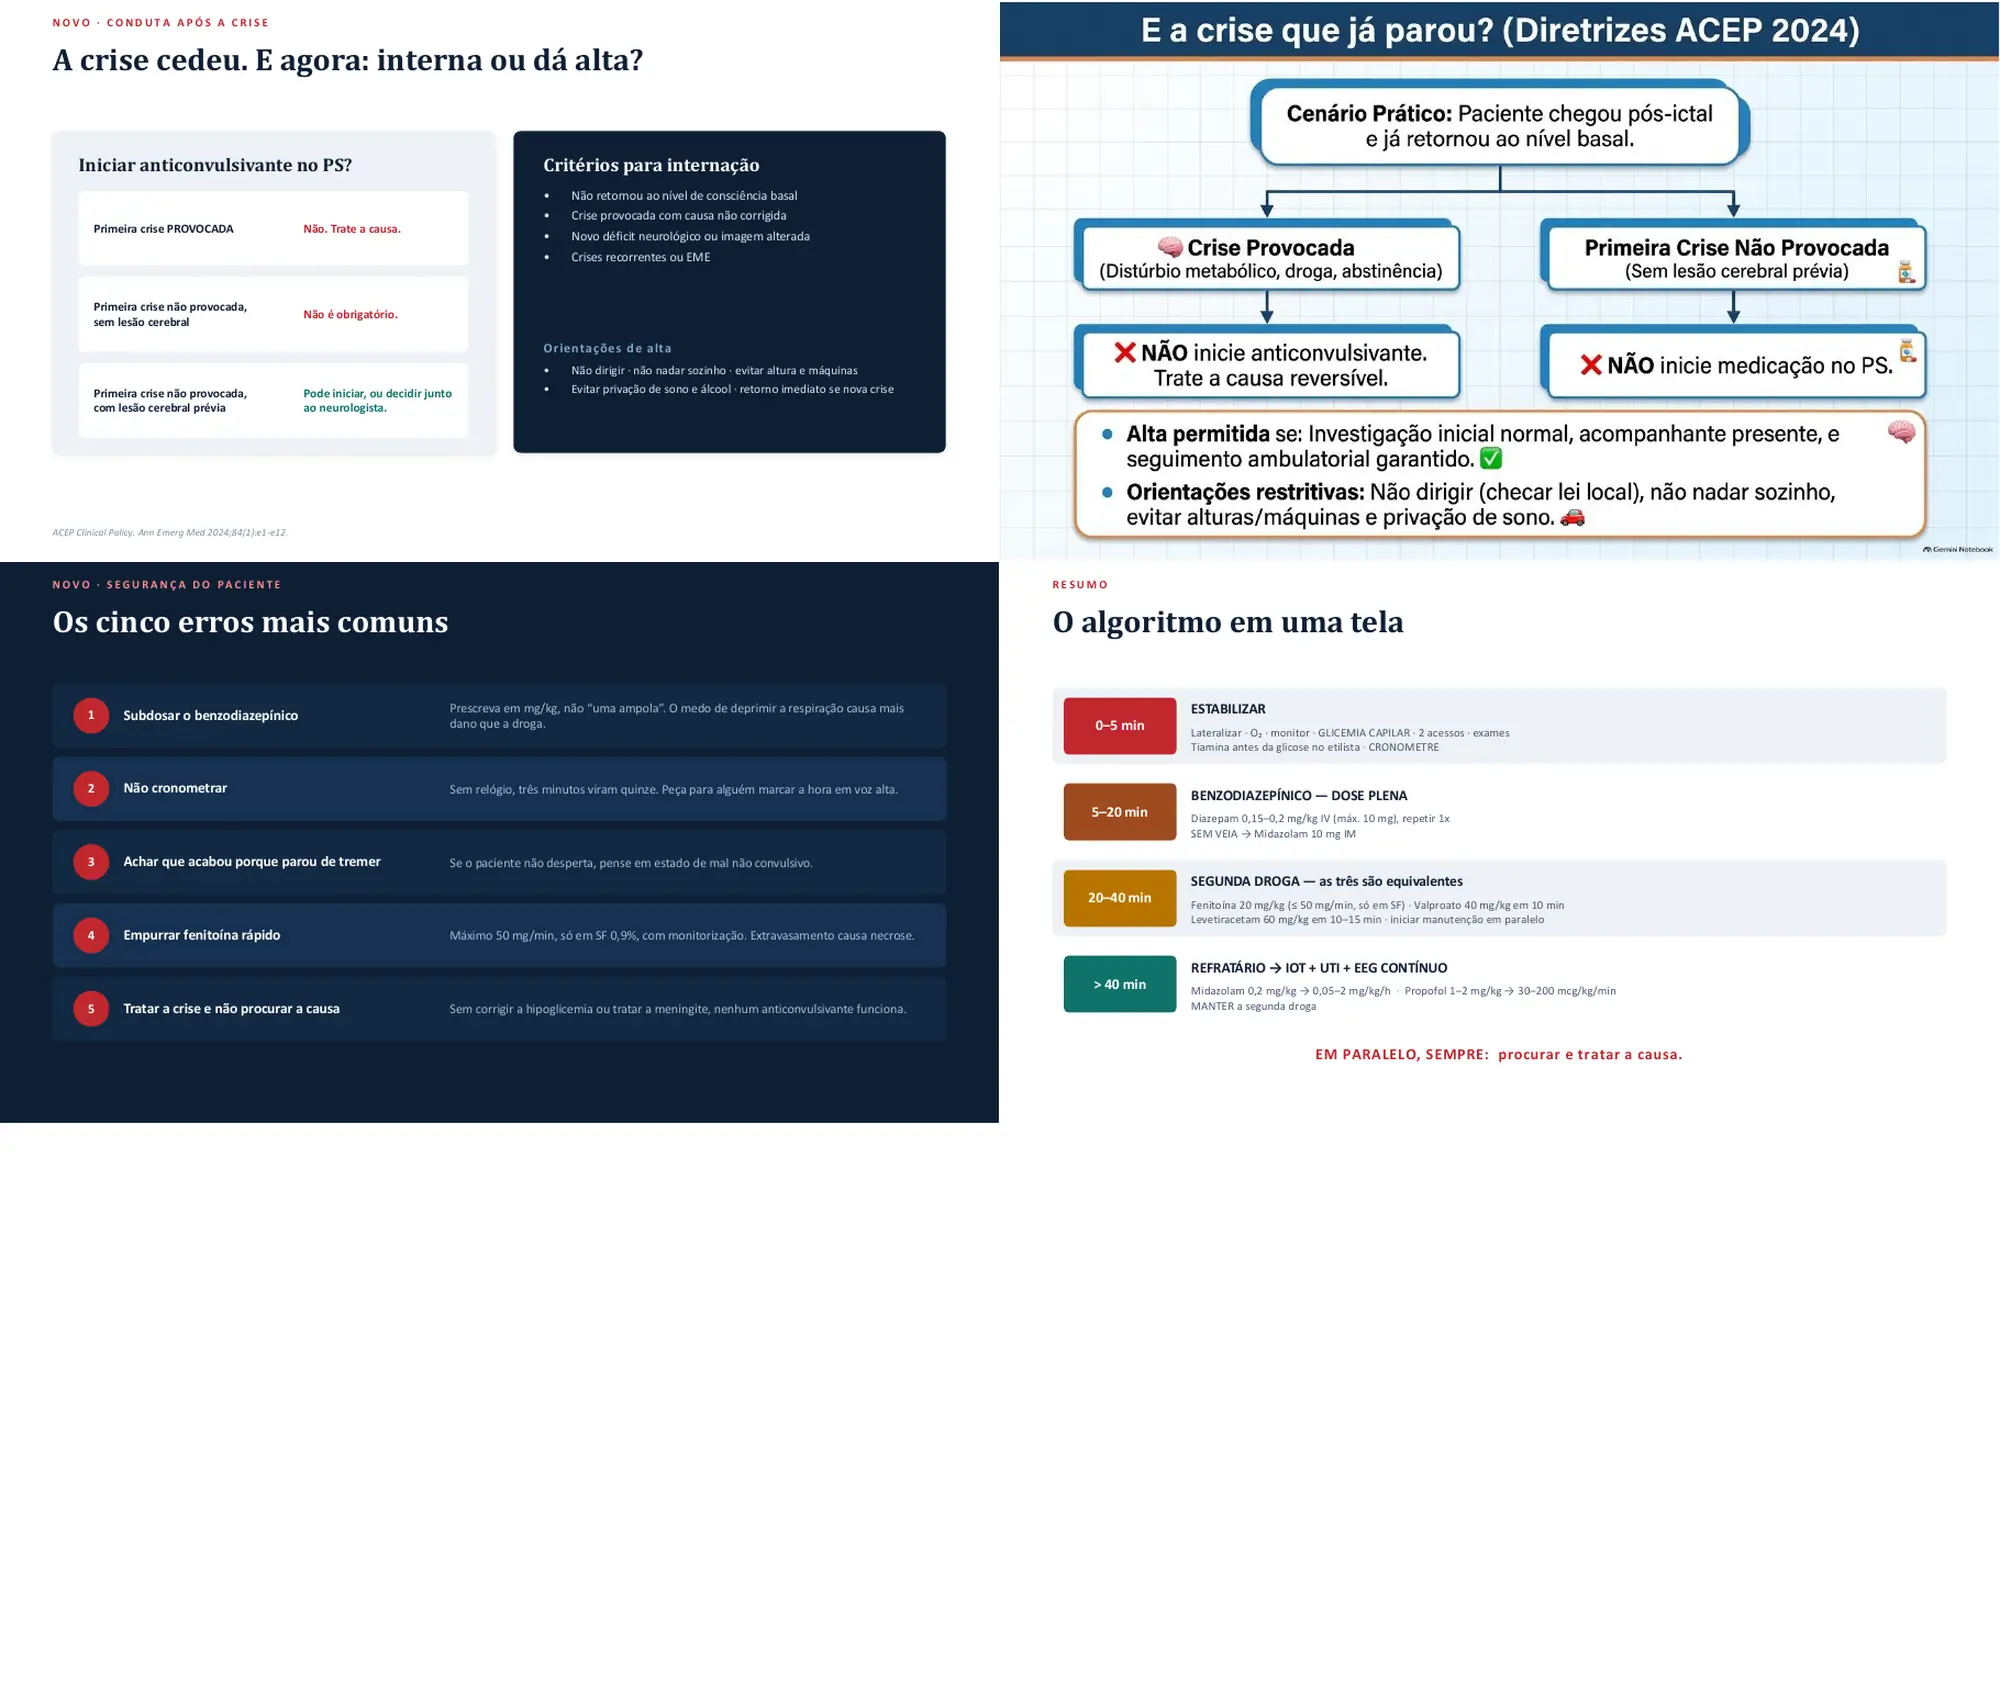 NOVO · CONDUTA APÓS A CRISE
A crise cedeu. E agora: interna ou dá alta?
Iniciar anticonvulsivante no PS?
Primeira crise PROVOCADA
Não. Trate a causa.
Primeira crise não provocada,
sem lesão cerebral
Não é obrigatório.
Primeira crise não provocada,
com lesão cerebral prévia
Pode iniciar, ou decidir junto
ao neurologista.
Critérios para internação
• Não retornou ao nível de consciência basal
• Crise provocada com causa não corrigida
• Novo déficit neurológico ou imagem alterada
• Crises recorrentes ou EME
Orientações de alta
• Não dirigir · não nadar sozinho · evitar altura e máquinas
• Evitar privação de sono e álcool · retorno imediato se nova crise
ACEP Clinical Policy. Ann Emerg Med 2024;84(1):e1-e12.
E a crise que já parou? (Diretrizes ACEP 2024)
Cenário Prático: Paciente chegou pós-ictal
e já retornou ao nível basal.
Crise Provocada
(Distúrbio metabólico, droga, abstinência)
Primeira Crise Não Provocada
(Sem lesão cerebral prévia)
❌ NÃO inicie anticonvulsivante.
Trate a causa reversível.
❌ NÃO inicie medicação no PS.
• Alta permitida se: Investigação inicial normal, acompanhante presente, e
seguimento ambulatorial garantido. ✅
• Orientações restritivas: Não dirigir (checar lei local), não nadar sozinho,
evitar alturas/máquinas e privação de sono.
Gemini Notebook
NOVO · SEGURANÇA DO PACIENTE
Os cinco erros mais comuns
1
Subdosar o benzodiazepínico
Prescreva em mg/kg, não “uma ampola”. O medo de deprimir a respiração causa mais
dano que a droga.
2
Não cronometrar
Sem relógio, três minutos viram quinze. Peça para alguém marcar a hora em voz alta.
3
Achar que acabou porque parou de tremer
Se o paciente não desperta, pense em estado de mal não convulsivo.
4
Empurrar fenitoína rápido
Máximo 50 mg/min, só em SF 0,9%, com monitorização. Extravasamento causa necrose.
5
Tratar a crise e não procurar a causa
Sem corrigir a hipoglicemia ou tratar a meningite, nenhum anticonvulsivante funciona.
RESUMO
O algoritmo em uma tela
0–5 min
ESTABILIZAR
Lateralizar · O₂ · monitor · GLICEMIA CAPILAR · 2 acessos · exames
Tiamina antes da glicose no etilista · CRONOMETRE
5–20 min
BENZODIAZEPÍNICO — DOSE PLENA
Diazepam 0,15–0,2 mg/kg IV (máx. 10 mg), repetir 1x
SEM VEIA → Midazolam 10 mg IM
20–40 min
SEGUNDA DROGA — as três são equivalentes
Fenitoína 20 mg/kg (≤ 50 mg/min, só em SF) · Valproato 40 mg/kg em 10 min
Levetiracetam 60 mg/kg em 10–15 min · iniciar manutenção em paralelo
> 40 min
REFRATÁRIO → IOT + UTI + EEG CONTÍNUO
Midazolam 0,2 mg/kg → 0,05–2 mg/kg/h · Propofol 1–2 mg/kg → 30–200 mcg/kg/min
MANTER a segunda droga
EM PARALELO, SEMPRE: procurar e tratar a causa.